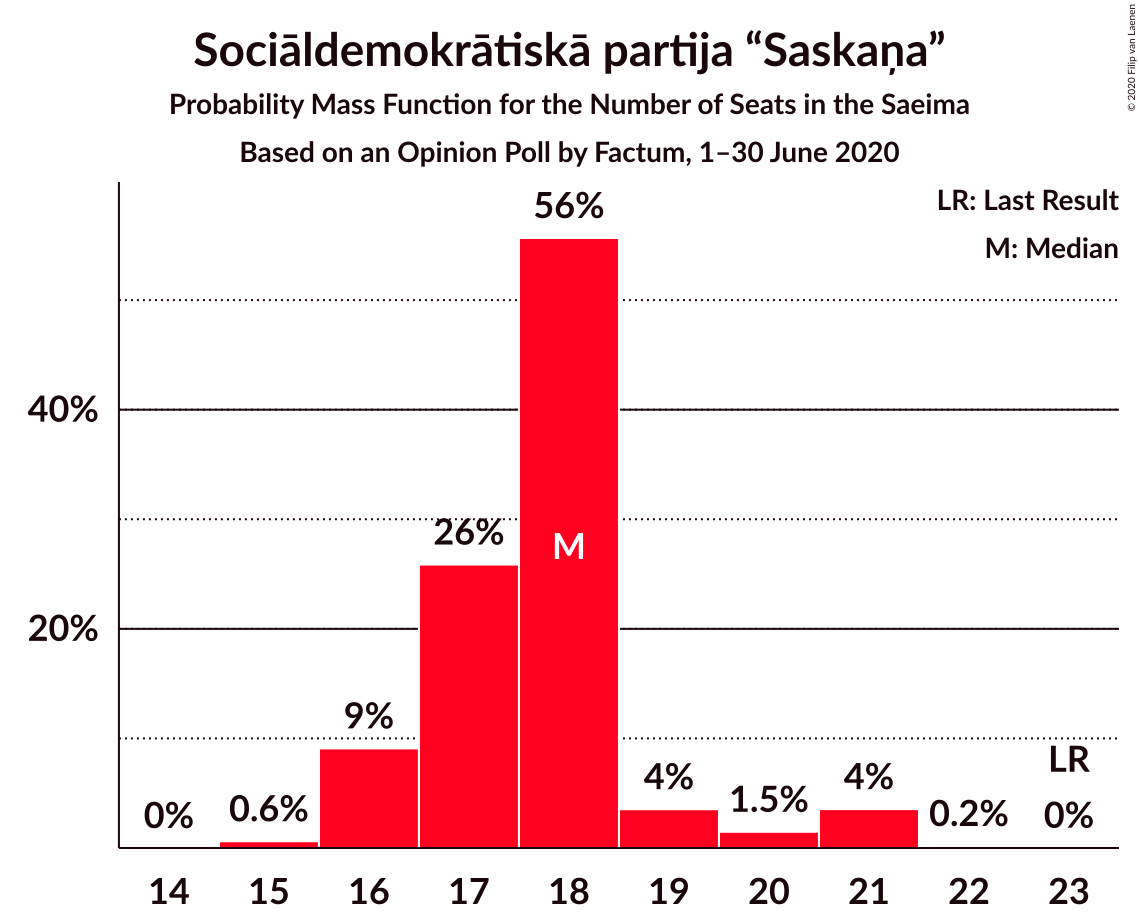 Sociāldemokrātiskā partija “Saskaņa”
Probability Mass Function for the Number of Seats in the Saeima
Based on an Opinion Poll by Factum, 1–30 June 2020
© 2020 Filip van Laenen
LR: Last Result
M: Median
56%
40%
26%
M
20%
9%
LR
4%
4%
1.5%
0%
0.6%
0.2%
0%
14 15 16 17 18 19 20 21 22 23